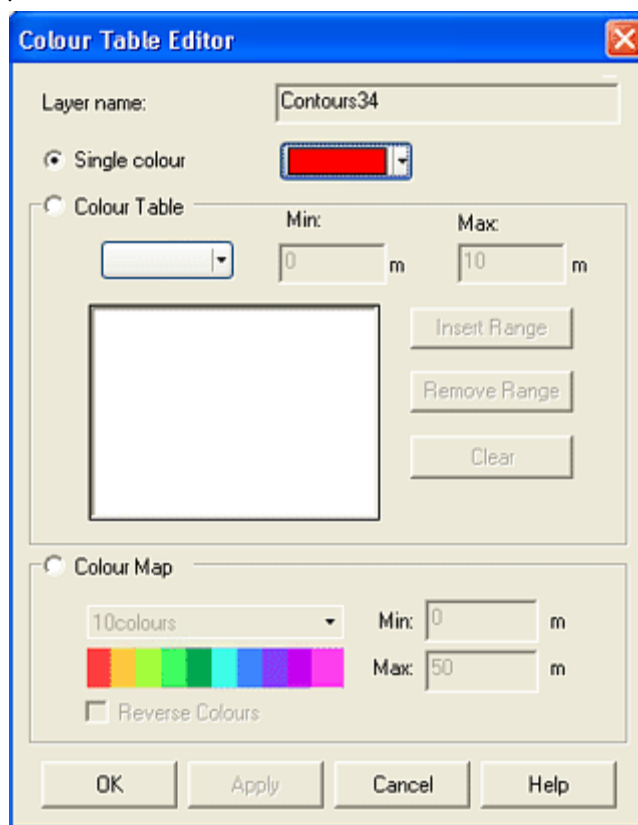 Colour Table Editor
Layer name: Contours34
Single colour
Colour Table
Min: Max:
0 m 10 m
Insert Range
Remove Range
Clear
Colour Map
10colours Min: 0 m
Max: 50 m
Reverse Colours
OK Apply Cancel Help